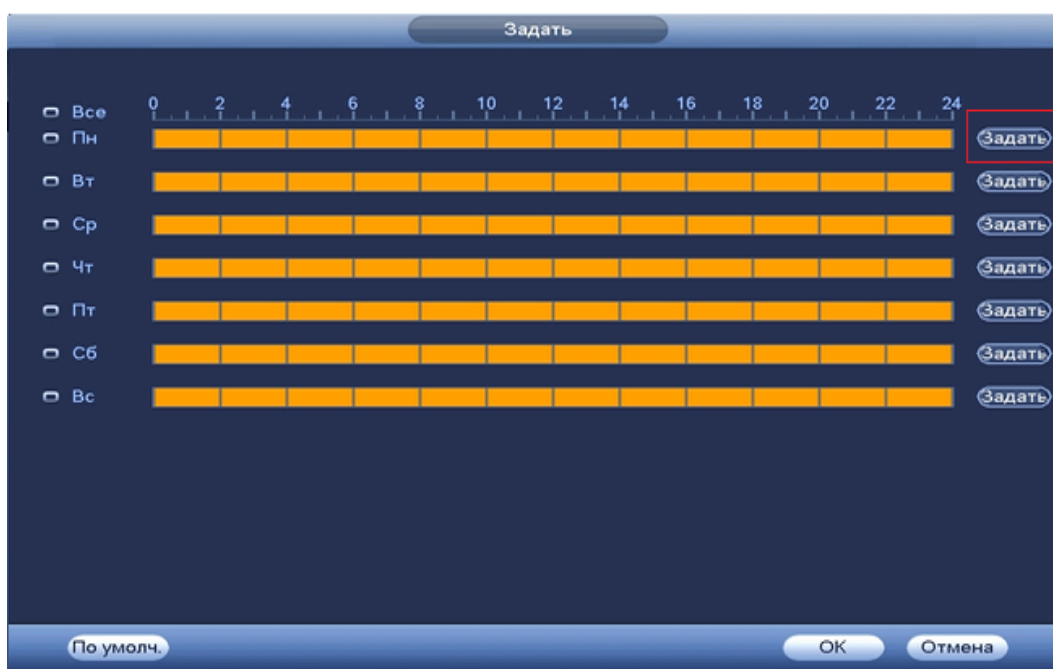 Задать
Все 0 2 4 6 8 10 12 14 16 18 20 22 24
Пн Задать
Вт Задать
Ср Задать
Чт Задать
Пт Задать
Сб Задать
Вс Задать
По умолч. OK Отмена